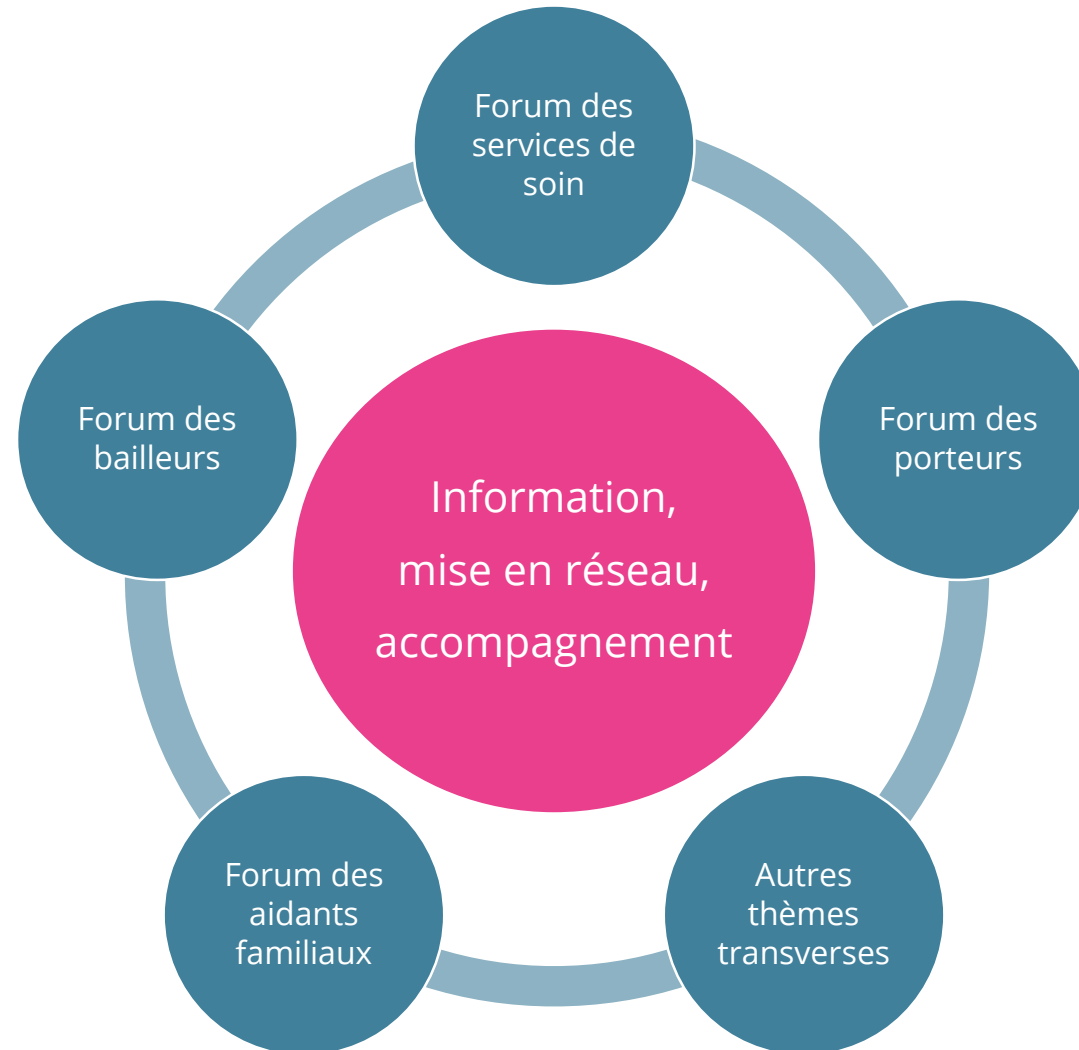 Forum des
services de
soin
Forum des
bailleurs
Forum des
porteurs
Information,
mise en réseau,
accompagnement
Forum des
aidants
familiaux
Autres
thèmes
transverses